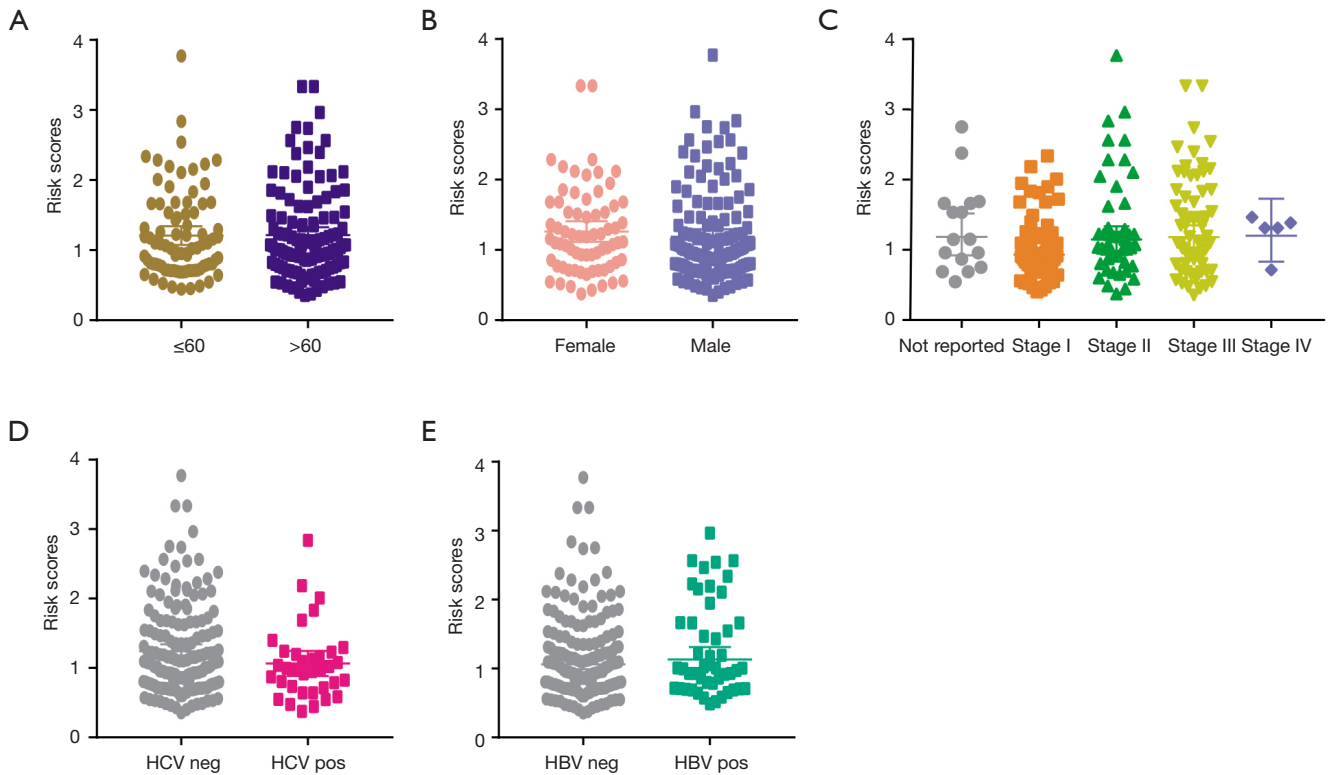 A
Risk scores
4
3
2
1
0
≤60
>60
B
Risk scores
4
3
2
1
0
Female
Male
C
Risk scores
4
3
2
1
0
Not reported
Stage I
Stage II
Stage III
Stage IV
D
Risk scores
4
3
2
1
0
HCV neg
HCV pos
E
Risk scores
4
3
2
1
0
HBV neg
HBV pos